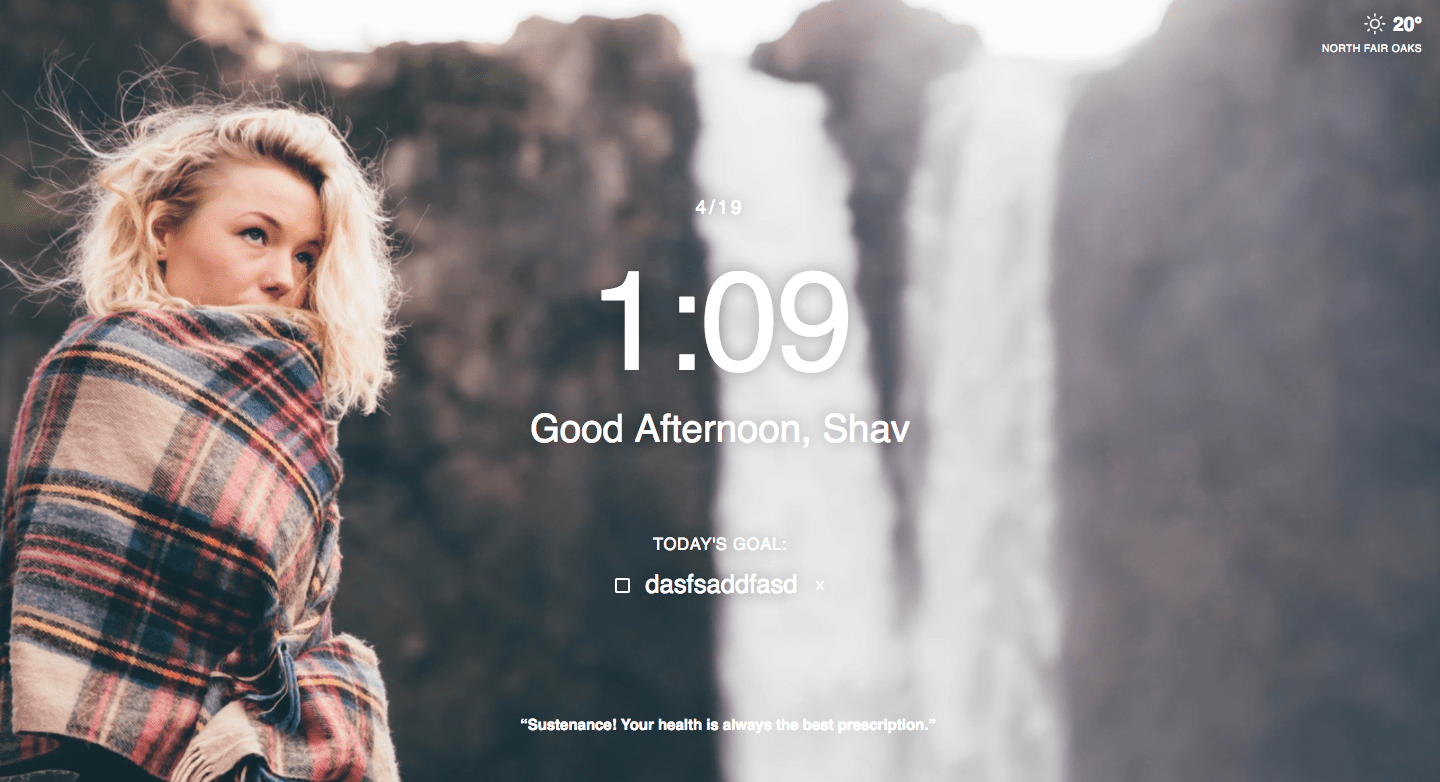 20°
NORTH FAIR OAKS
4/19
1:09
Good Afternoon, Shav
TODAY'S GOAL:
dasfsaddfasd x
“Sustenance! Your health is always the best prescription.”